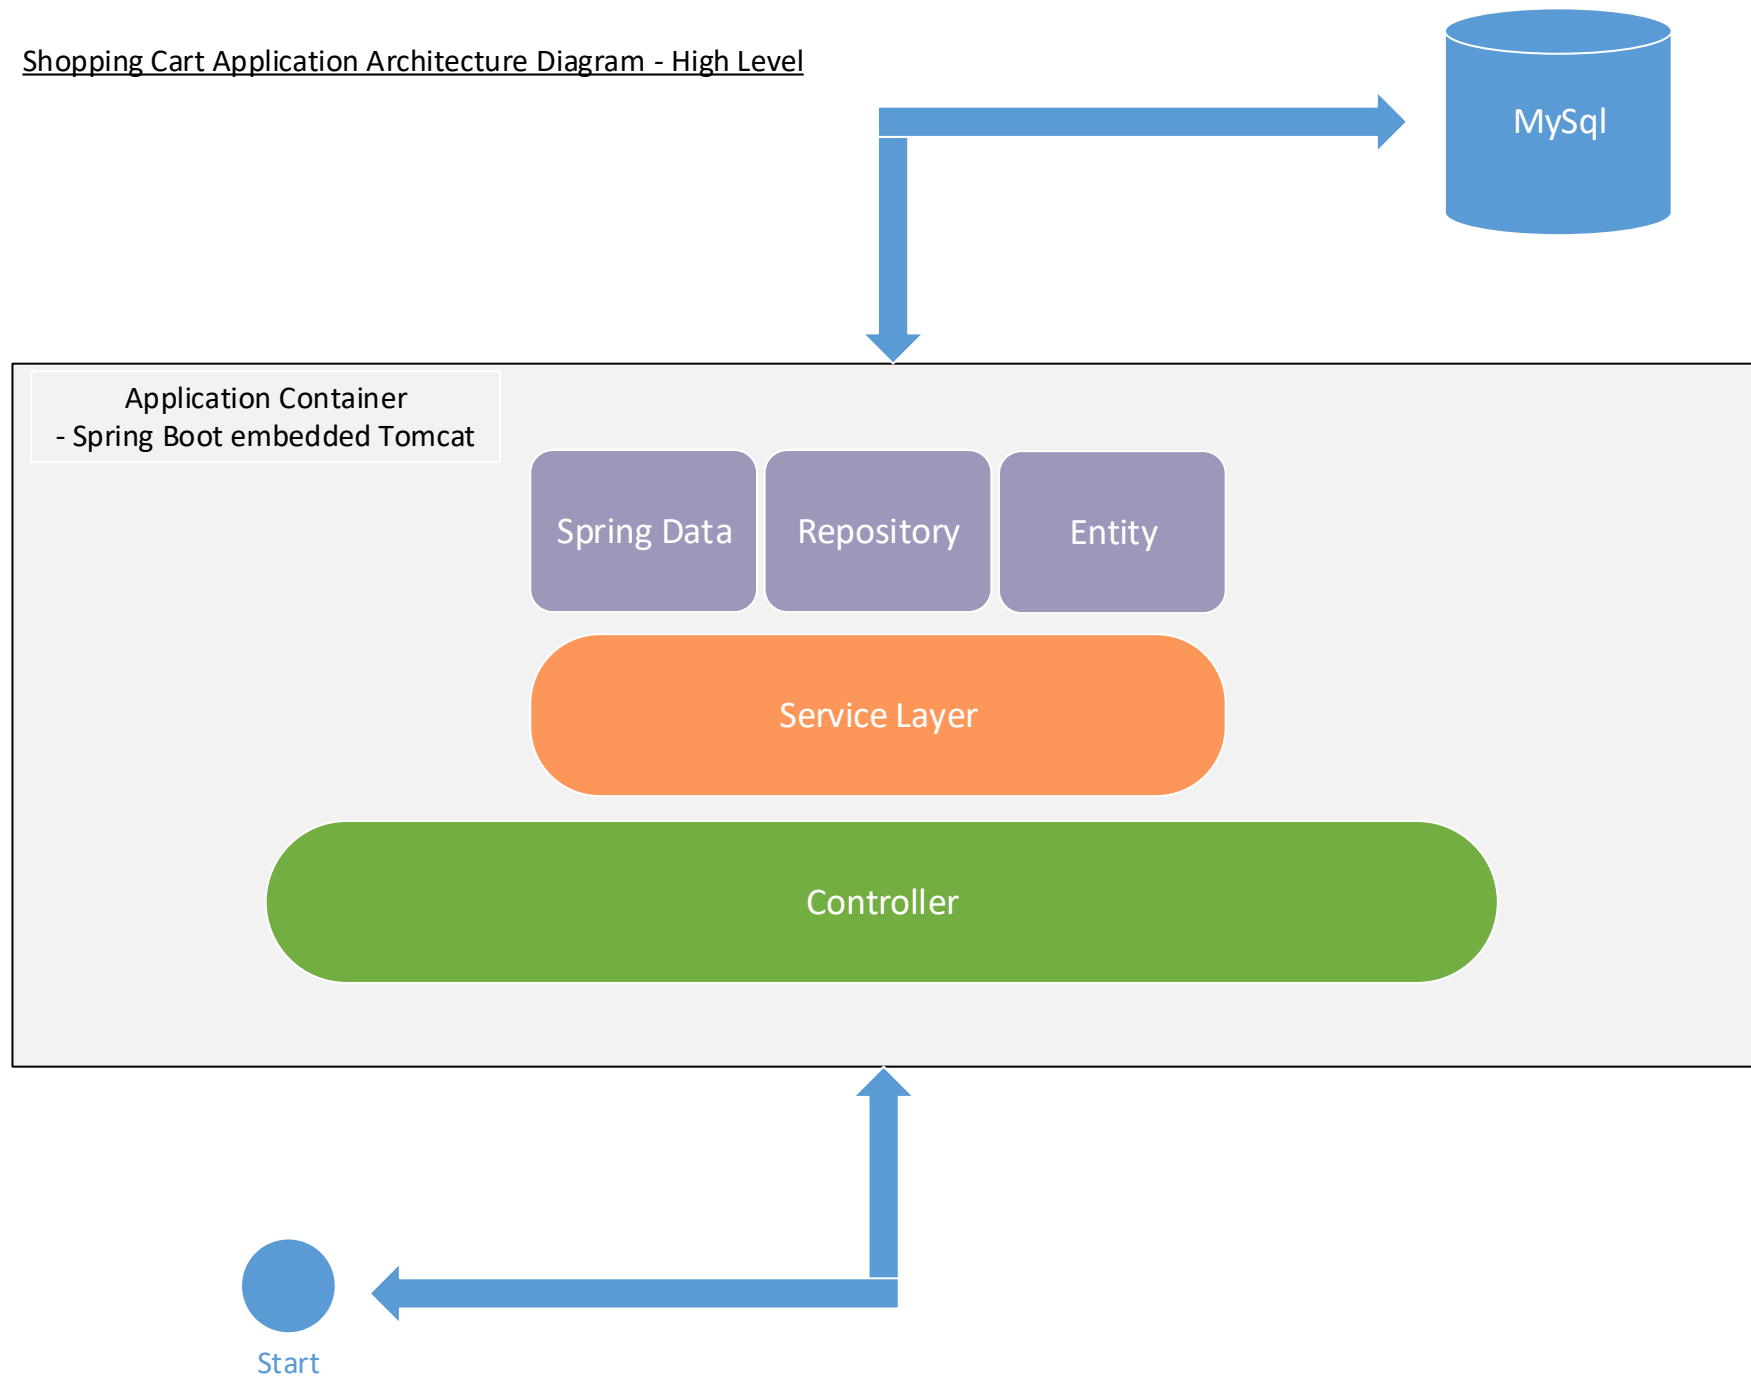 Shopping Cart Application Architecture Diagram - High Level
MySql
Application Container
- Spring Boot embedded Tomcat
Spring Data
Repository
Entity
Service Layer
Controller
Start